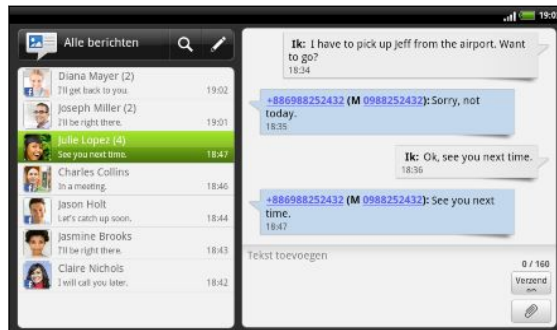 19:02
Alle berichten
Diana Mayer (2)
I'll get back to you. 19:02
Joseph Miller (2)
I'll be right there. 19:01
Julie Lopez (4)
See you next time. 18:47
Charles Collins
In a meeting. 18:46
Jason Holt
Let's catch up soon. 18:44
Jasmine Brooks
I'll be right there. 18:43
Claire Nichols
I will call you later. 18:42
Ik: I have to pick up Jeff from the airport. Want
to go?
18:34
+886988252432 (M 0988252432): Sorry, not
today.
18:35
Ik: Ok, see you next time.
18:36
+886988252432 (M 0988252432): See you next
time.
18:47
Tekst toevoegen
0 / 160
Verzend